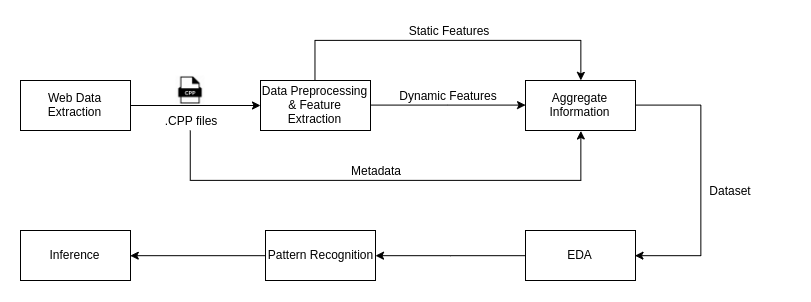 Static Features
Web Data
Extraction
CPP
.CPP files
Data Preprocessing
& Feature
Extraction
Dynamic Features
Aggregate
Information
Metadata
Dataset
Inference
Pattern Recognition
EDA